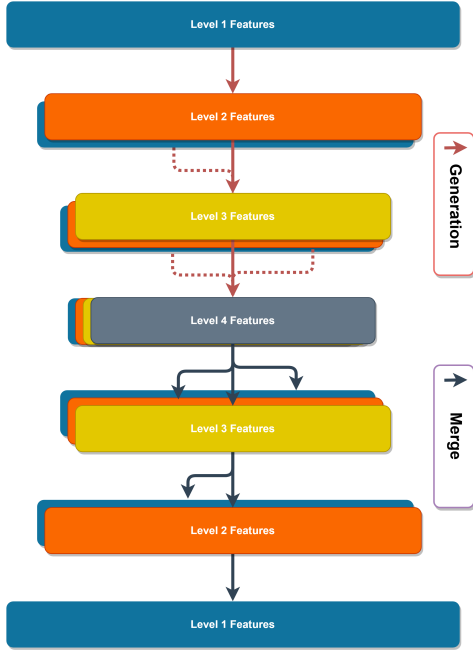 Level 1 Features
Level 2 Features
Level 3 Features
Generation
Level 4 Features
Level 3 Features
Merge
Level 2 Features
Level 1 Features